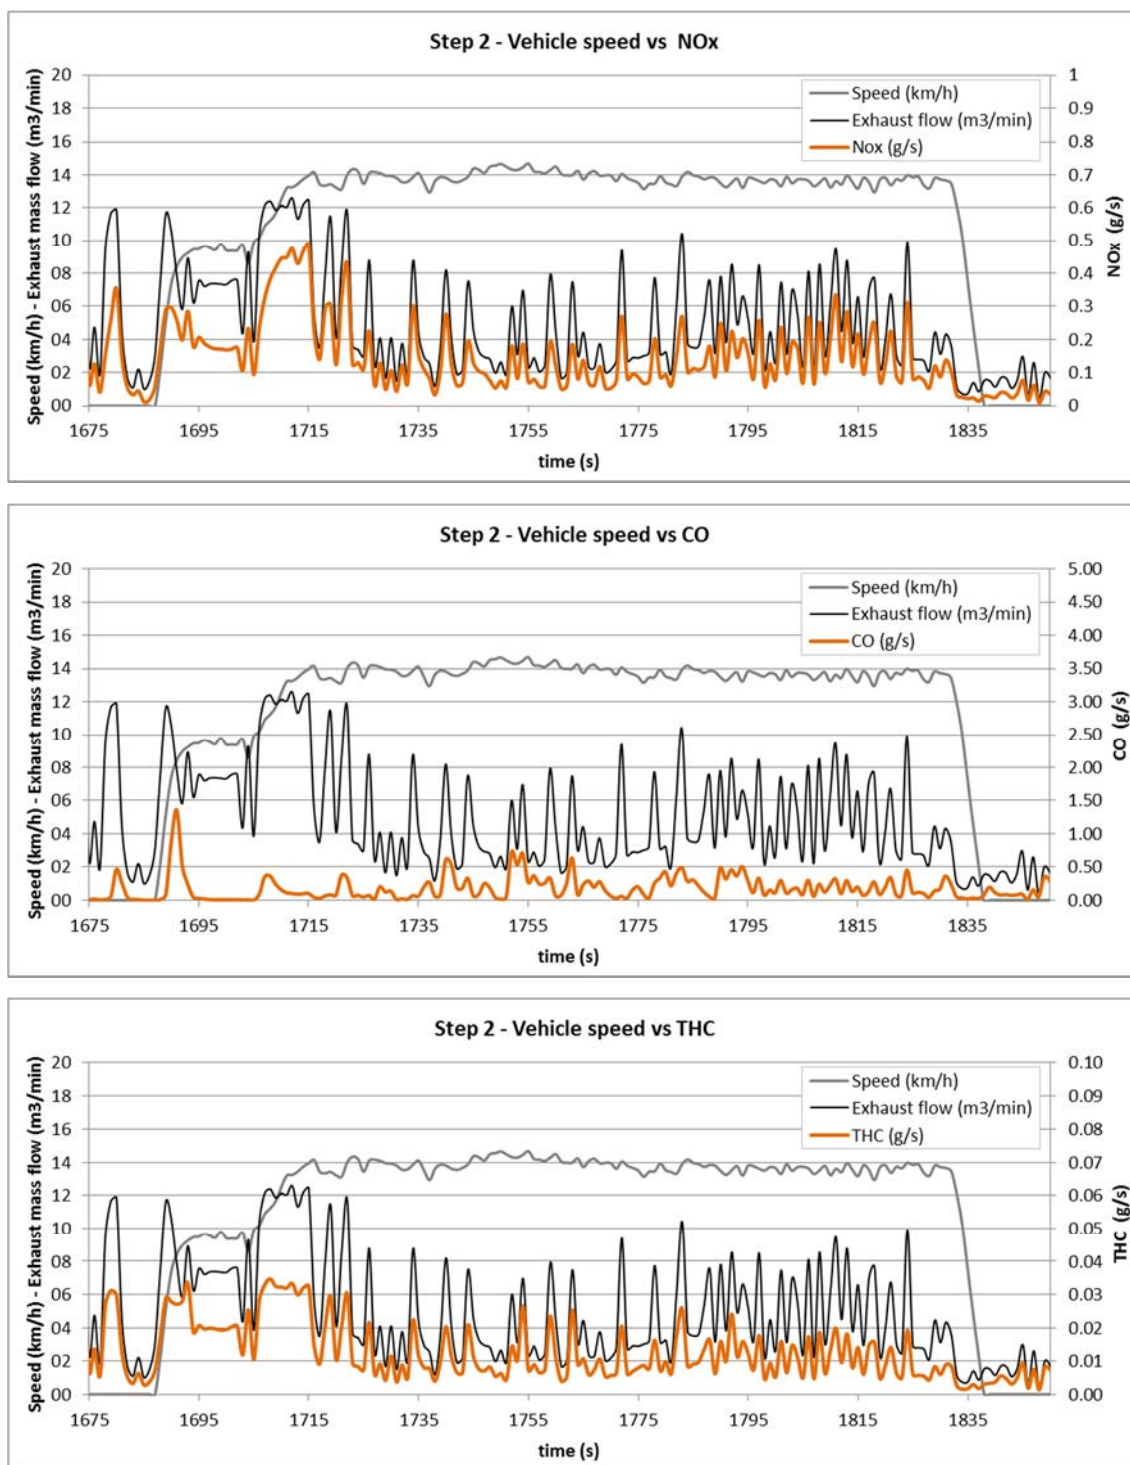 Step 2 - Vehicle speed vs  NOx
Speed (km/h) - Exhaust mass flow (m3/min)
20
18
16
14
12
10
08
06
04
02
00
Speed (km/h)
Exhaust flow (m3/min)
Nox (g/s)
1
0.9
0.8
0.7
0.6
0.5
0.4
0.3
0.2
0.1
0
NOx  (g/s)
1675 1695 1715 1735 1755 1775 1795 1815 1835
time (s)
Step 2 - Vehicle speed vs CO
Speed (km/h) - Exhaust mass flow (m3/min)
20
18
16
14
12
10
08
06
04
02
00
Speed (km/h)
Exhaust flow (m3/min)
CO (g/s)
5.00
4.50
4.00
3.50
3.00
2.50
2.00
1.50
1.00
0.50
0.00
CO  (g/s)
1675 1695 1715 1735 1755 1775 1795 1815 1835
time (s)
Step 2 - Vehicle speed vs THC
Speed (km/h) - Exhaust mass flow (m3/min)
20
18
16
14
12
10
08
06
04
02
00
Speed (km/h)
Exhaust flow (m3/min)
THC (g/s)
0.10
0.09
0.08
0.07
0.06
0.05
0.04
0.03
0.02
0.01
0.00
THC  (g/s)
1675 1695 1715 1735 1755 1775 1795 1815 1835
time (s)